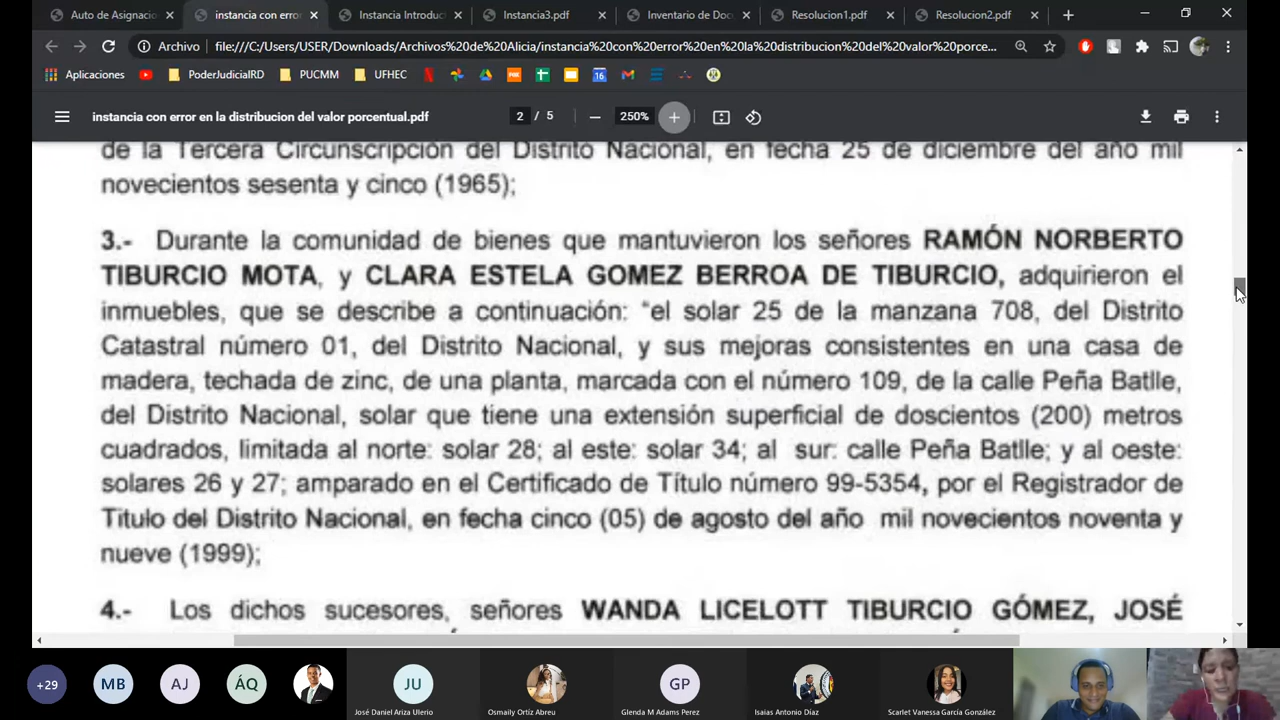 Auto de Asignacio
instancia con error
Instancia Introduc
Instancia3.pdf
Inventario de Doc
Resolucion1.pdf
Resolucion2.pdf
Archivo
file:///C:/Users/USER/Downloads/Archivos%20de%20Alicia/instancia%20con%20error%20en%20la%20distribucion%20del%20valor%20porce...
Aplicaciones
PoderJudicialRD
PUCMM
UFHEC
instancia con error en la distribucion del valor porcentual.pdf
2 / 5
250%
de la Tercera Circunscripción del Distrito Nacional, en fecha 25 de diciembre del año mil
novecientos sesenta y cinco (1965);
3.- Durante la comunidad de bienes que mantuvieron los señores RAMÓN NORBERTO
TIBURCIO MOTA, y CLARA ESTELA GOMEZ BERROA DE TIBURCIO, adquirieron el
inmuebles, que se describe a continuación: "el solar 25 de la manzana 708, del Distrito
Catastral número 01, del Distrito Nacional, y sus mejoras consistentes en una casa de
madera, techada de zinc, de una planta, marcada con el número 109, de la calle Peña Batlle,
del Distrito Nacional, solar que tiene una extensión superficial de doscientos (200) metros
cuadrados, limitada al norte: solar 28; al este: solar 34; al sur: calle Peña Batlle; y al oeste:
solares 26 y 27; amparado en el Certificado de Título número 99-5354, por el Registrador de
Titulo del Distrito Nacional, en fecha cinco (05) de agosto del año mil novecientos noventa y
nueve (1999);
4.- Los dichos sucesores, señores WANDA LICELOTT TIBURCIO GÓMEZ, JOSÉ
+29
MB
AJ
ÁQ
JU
GP
José Daniel Ariza Ulerio
Osmaily Ortíz Abreu
Glenda M Adams Perez
Isaias Antonio Díaz
Scarlet Vanessa García González